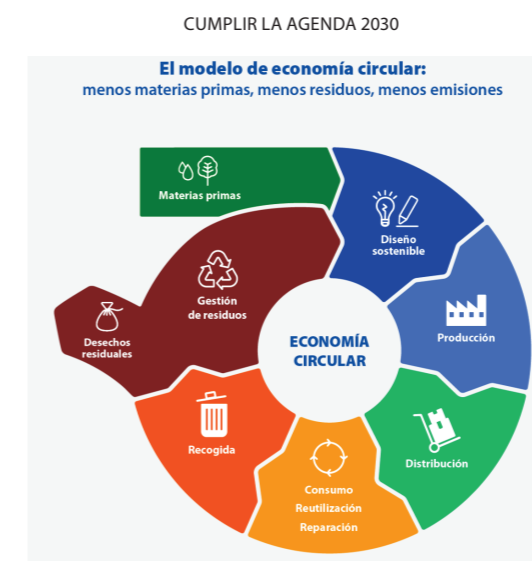 CUMPLIR LA AGENDA 2030
El modelo de economía circular:
menos materias primas, menos residuos, menos emisiones
Materias primas
Diseño
sostenible
Producción
Distribución
Consumo
Reutilización
Reparación
Recogida
Gestión
de residuos
Desechos
residuales
ECONOMÍA
CIRCULAR